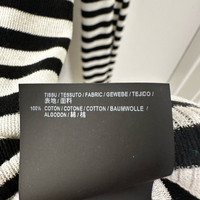 TISSU / TESSUTO / FABRIC / GEWEBE / TEJIDO /
表地 / 面料
100% COTON / COTONE / COTTON / BAUMWOLLE /
ALGODON / 綿 / 棉